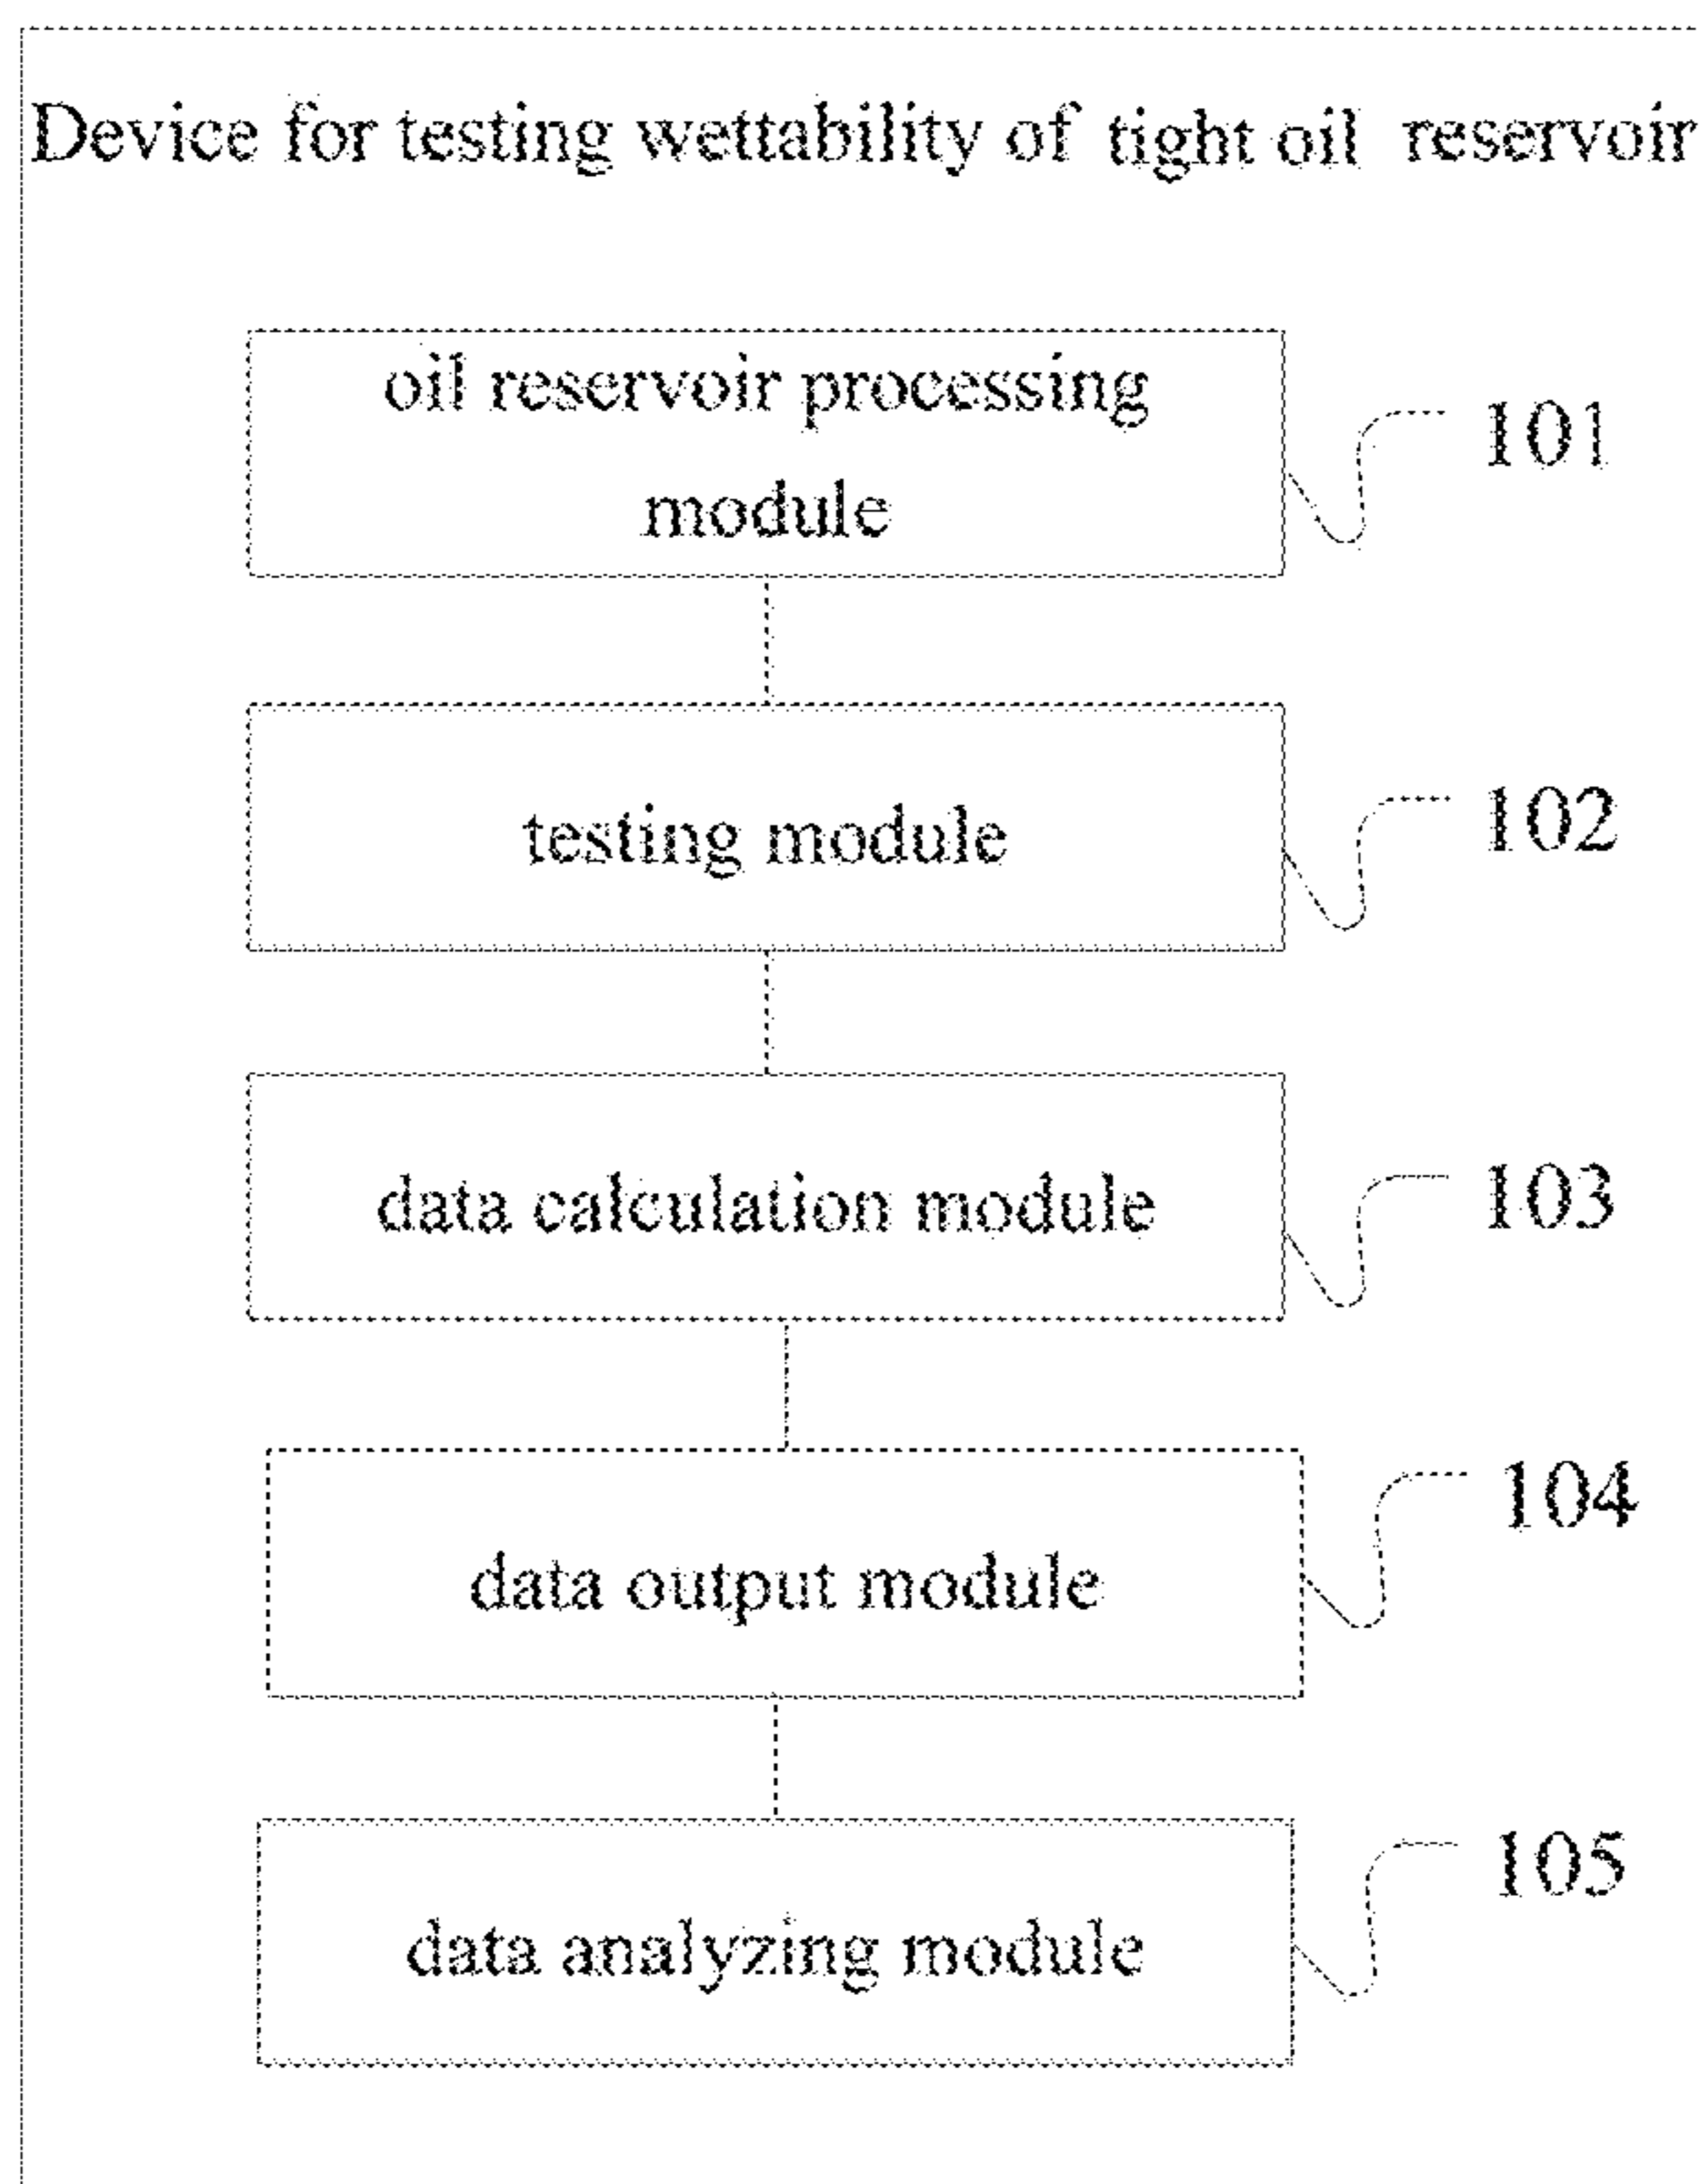 Device for testing wettability of tight oil reservoir
oil reservoir processing
module
101
testing module
102
data calculation module
103
data output module
104
data analyzing module
105